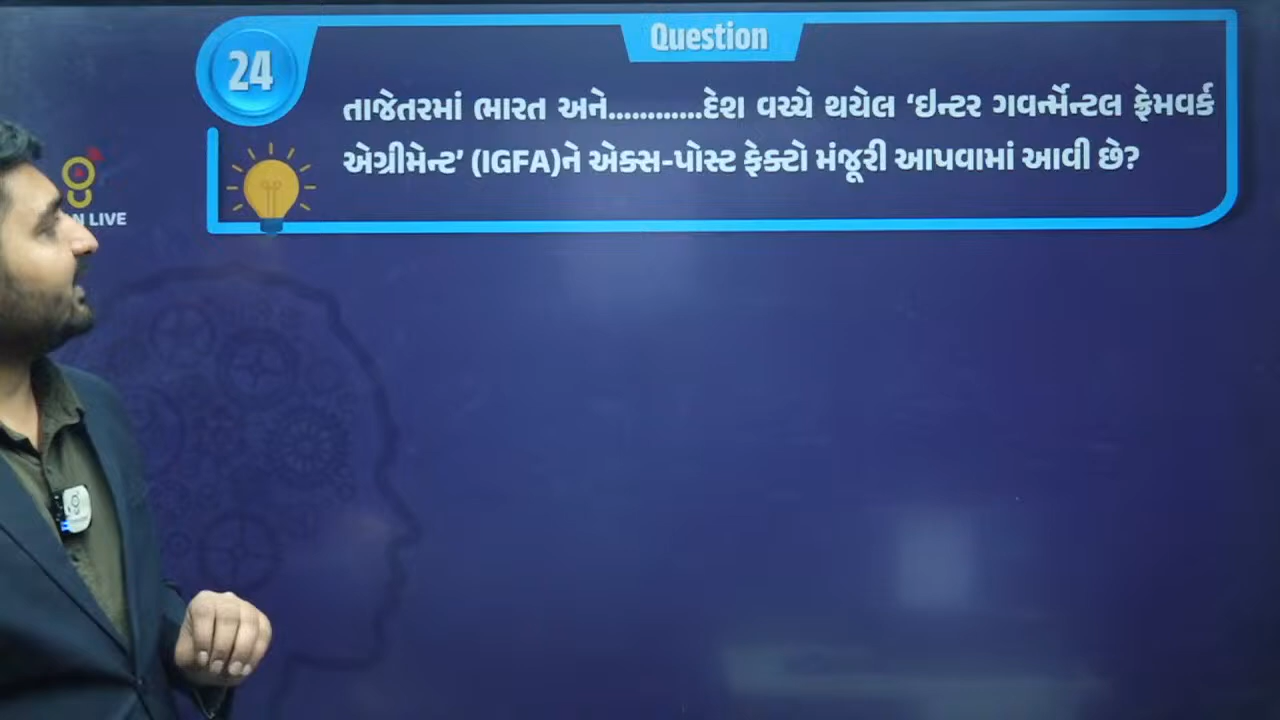 Question
24
તાજેતરમાં ભારત અને............દેશ વચ્ચે થયેલ ‘ઇન્ટર ગવર્ન્મેન્ટલ ફ્રેમવર્ક
એગ્રીમેન્ટ’ (IGFA)ને એક્સ-પોસ્ટ ફેક્ટો મંજૂરી આપવામાં આવી છે?
LIVE